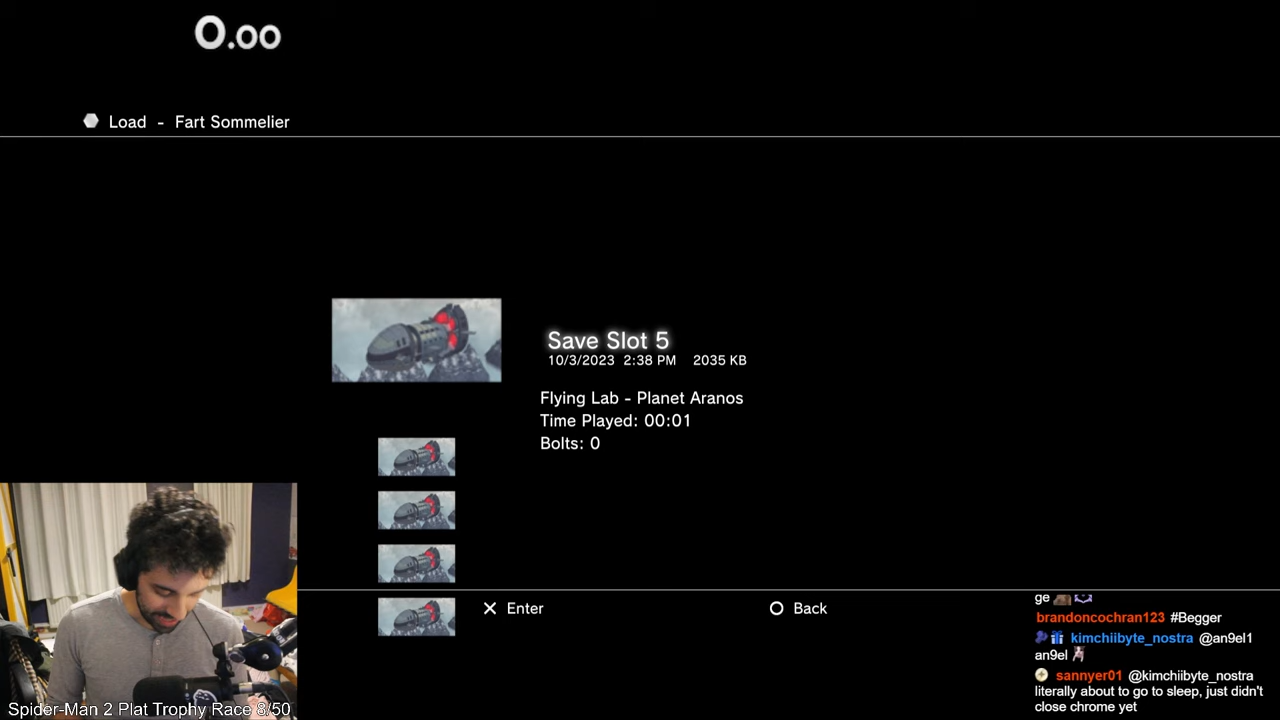 0.00
Load - Fart Sommelier
Save Slot 5
10/3/2023 2:38 PM 2035 KB
Flying Lab - Planet Aranos
Time Played: 00:01
Bolts: 0
Enter
Back
ge
brandoncochran123 #Begger
kimchiibyte_nostra @an9el1
an9el
sannyer01 @kimchiibyte_nostra
literally about to go to sleep, just didn't
close chrome yet
Spider-Man 2 Plat Trophy Race 8/50